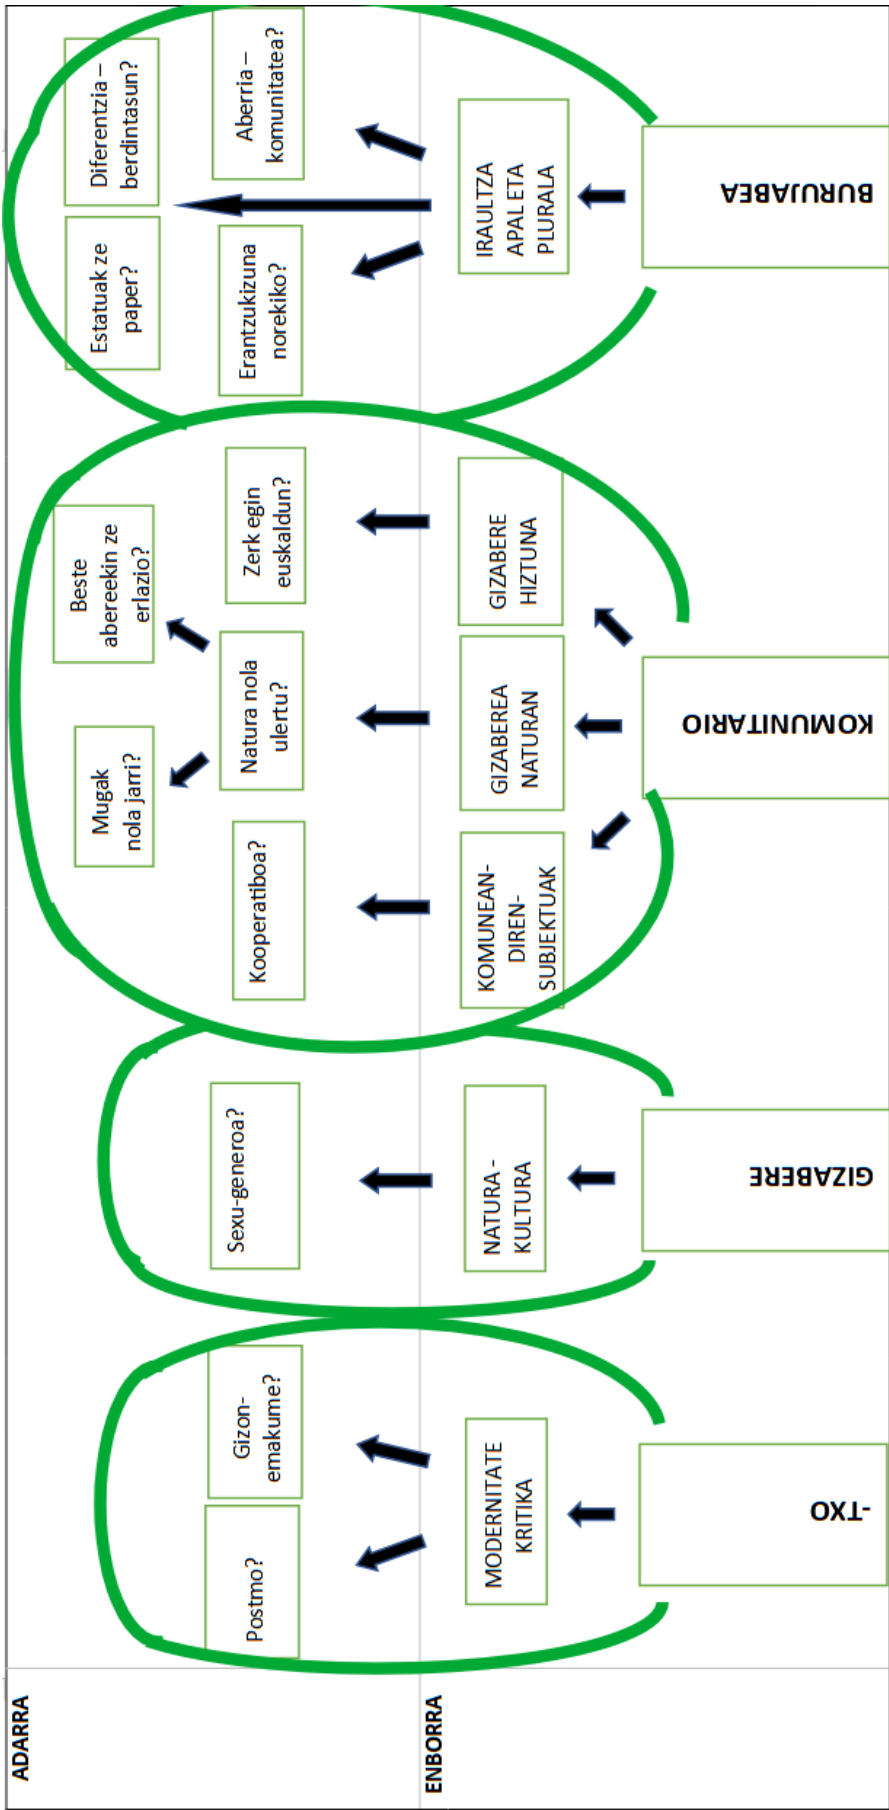 ADARRA
Mugak
nola jarri?
Beste
abereekin ze
erlazio?
Estatuak ze
paper?
Diferentzia –
berdintasun?
Postmo?
Gizon-
emakume?
Sexu-generoa?
Kooperatiboa?
Natura nola
ulertu?
Zerk egin
euskaldun?
Erantzukizuna
norekiko?
Aberria –
komunitatea?
ENBORRA
MODERNITATE
KRITIKA
NATURA -
KULTURA
KOMUNEAN-
DIREN-
SUBJEKTUAK
GIZABEREA
NATURAN
GIZABERE
HIZTUNA
IRAULTZA
APAL ETA
PLURALA
-TXO
GIZABERE
KOMUNITARIO
BURUJABEA